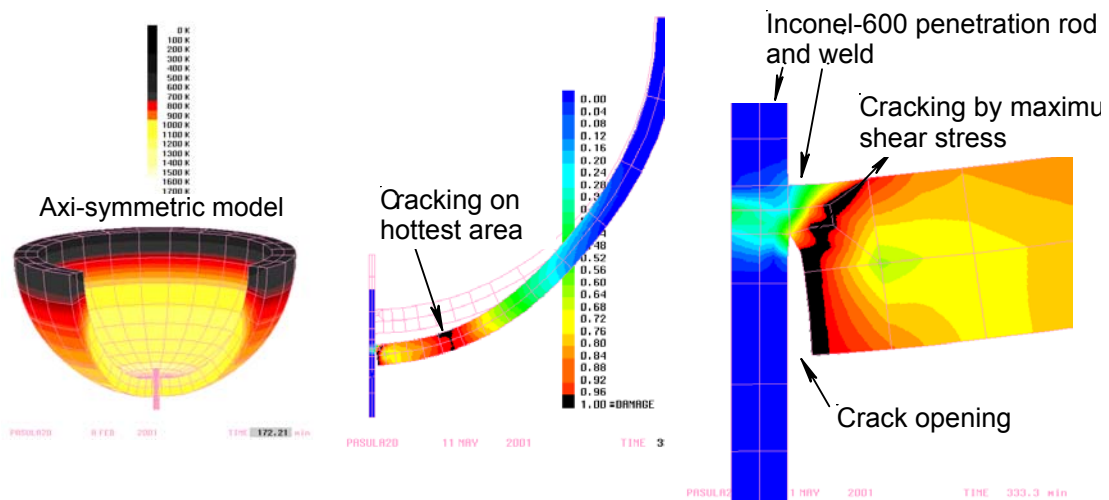 0 K
100 K
200 K
300 K
400 K
500 K
600 K
700 K
800 K
900 K
1000 K
1100 K
1200 K
1300 K
1400 K
1500 K
1600 K
1700 K
Axi-symmetric model
PASULA2D 8 FEB 2001 TIME 172.21 min
Cracking on
hottest area
0.00
0.04
0.08
0.12
0.16
0.20
0.24
0.28
0.48
0.52
0.56
0.60
0.64
0.68
0.72
0.76
0.80
0.84
0.88
0.92
0.96
1.00 =DAMAGE
PASULA2D 11 MAY 2001 TIME 3
Inconel-600 penetration rod
and weld
Cracking by maximu
shear stress
Crack opening
PASULA2 1 MAY 2001 TIME 333.3 min